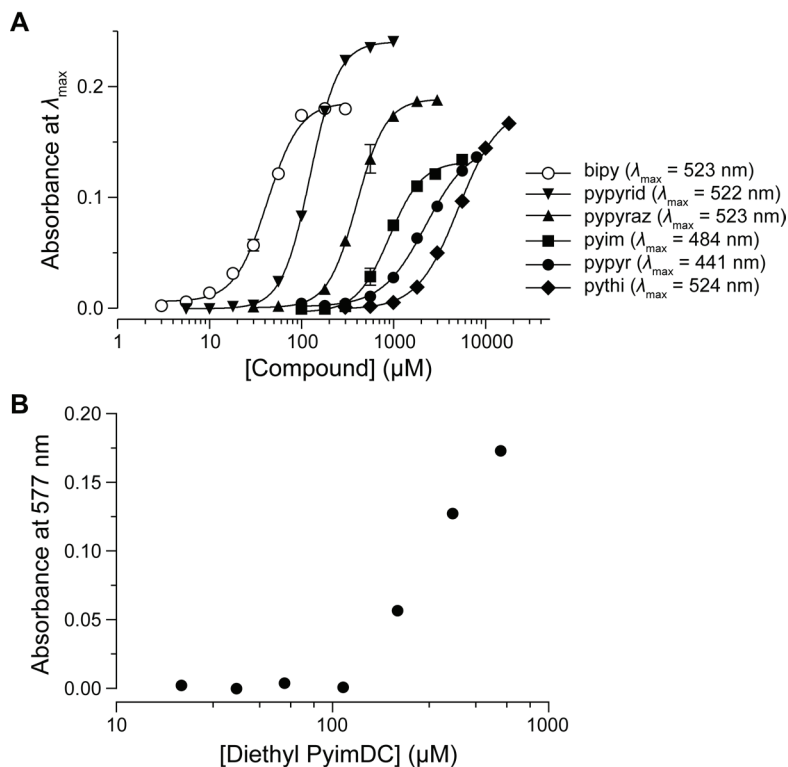 A
Absorbance at λmax
0.2
0.1
0.0
1 10 100 1000 10000
[Compound] (µM)
bipy (λmax = 523 nm)
pypyrid (λmax = 522 nm)
pypyraz (λmax = 523 nm)
pyim (λmax = 484 nm)
pypyr (λmax = 441 nm)
pythi (λmax = 524 nm)
B
Absorbance at 577 nm
0.20
0.15
0.10
0.05
0.00
10 100 1000
[Diethyl PyimDC] (µM)